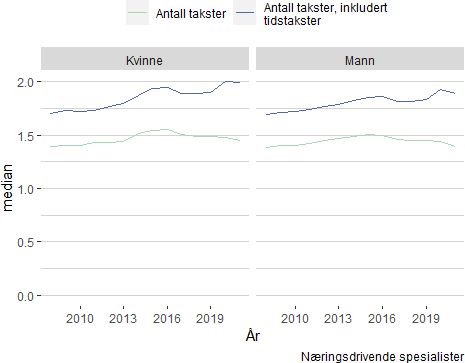 Antall takster
Antall takster, inkludert
tidstakster
Kvinne
Mann
median
2.0
1.5
1.0
0.5
0.0
2010 2013 2016 2019
2010 2013 2016 2019
År
Næringsdrivende spesialister